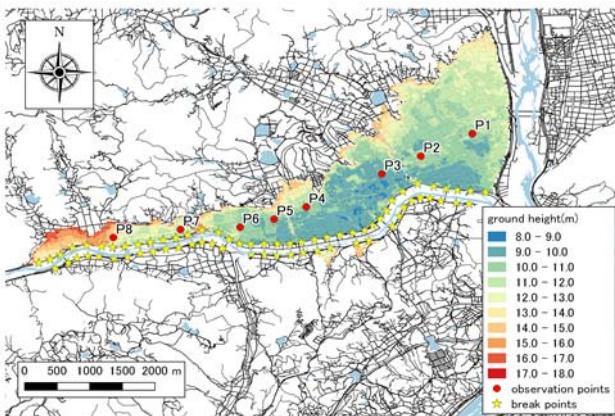 N
P1
P2
P3
P4
P5
P6
P7
P8
ground height(m)
8.0 - 9.0
9.0 - 10.0
10.0 - 11.0
11.0 - 12.0
12.0 - 13.0
13.0 - 14.0
14.0 - 15.0
15.0 - 16.0
16.0 - 17.0
17.0 - 18.0
observation points
break points
0 500 1000 1500 2000 m